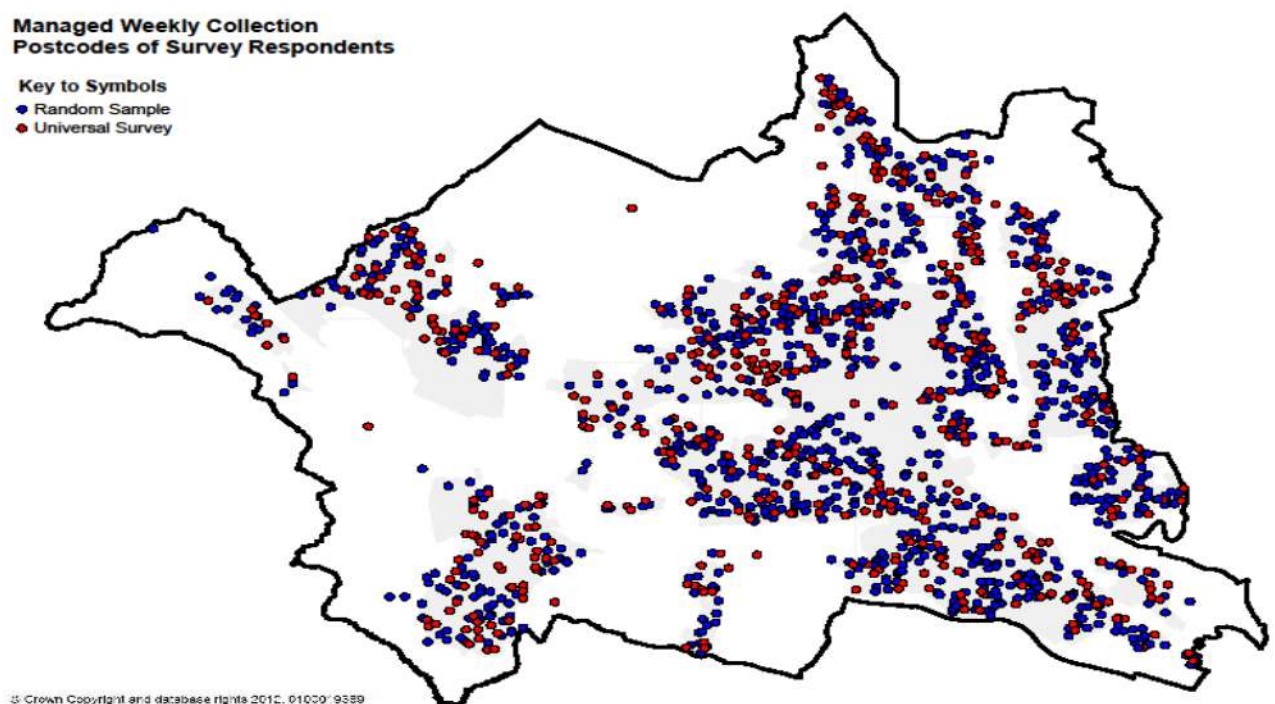 Managed Weekly Collection
Postcodes of Survey Respondents
Key to Symbols
Random Sample
Universal Survey
© Crown Copyright and database rights 2012. 0100019389